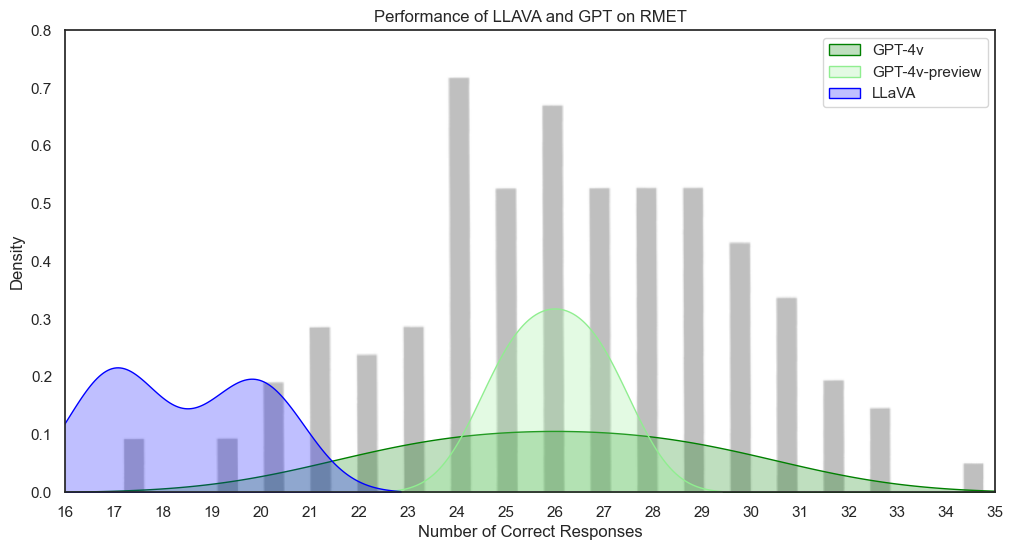 Performance of LLAVA and GPT on RMET
GPT-4v
GPT-4v-preview
LLaVA
Density
0.8
0.7
0.6
0.5
0.4
0.3
0.2
0.1
0.0
16 17 18 19 20 21 22 23 24 25 26 27 28 29 30 31 32 33 34 35
Number of Correct Responses